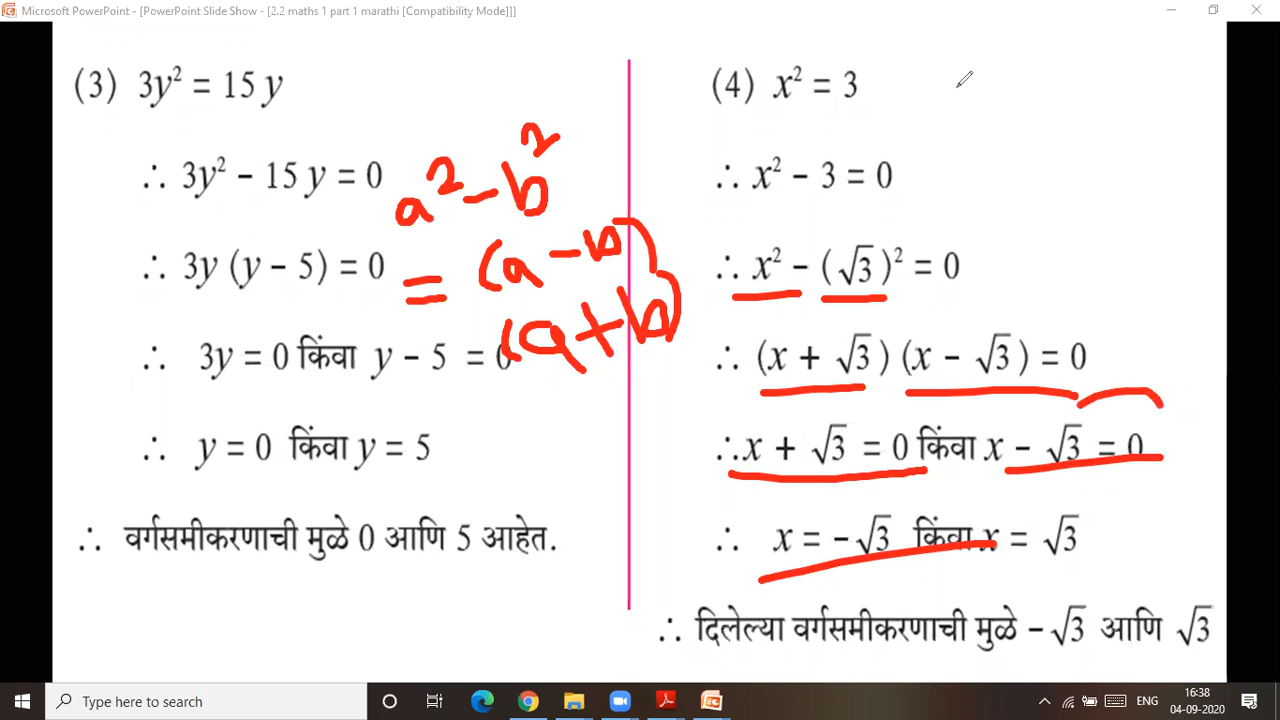 Microsoft PowerPoint - [PowerPoint Slide Show - [2.2 maths 1 part 1 marathi [Compatibility Mode]]]
(3) 3y² = 15 y
∴ 3y² − 15 y = 0
∴ 3y (y − 5) = 0
∴ 3y = 0 किंवा y − 5 = 0
∴ y = 0 किंवा y = 5
∴ वर्गसमीकरणाची मुळे 0 आणि 5 आहेत.
a² − b²
= (a − b)
(a + b)
(4) x² = 3
∴ x² − 3 = 0
∴ x² − (√3)² = 0
∴ (x + √3) (x − √3) = 0
∴ x + √3 = 0 किंवा x − √3 = 0
∴ x = −√3 किंवा x = √3
∴ दिलेल्या वर्गसमीकरणाची मुळे −√3 आणि √3
Type here to search
ENG
16:38
04-09-2020